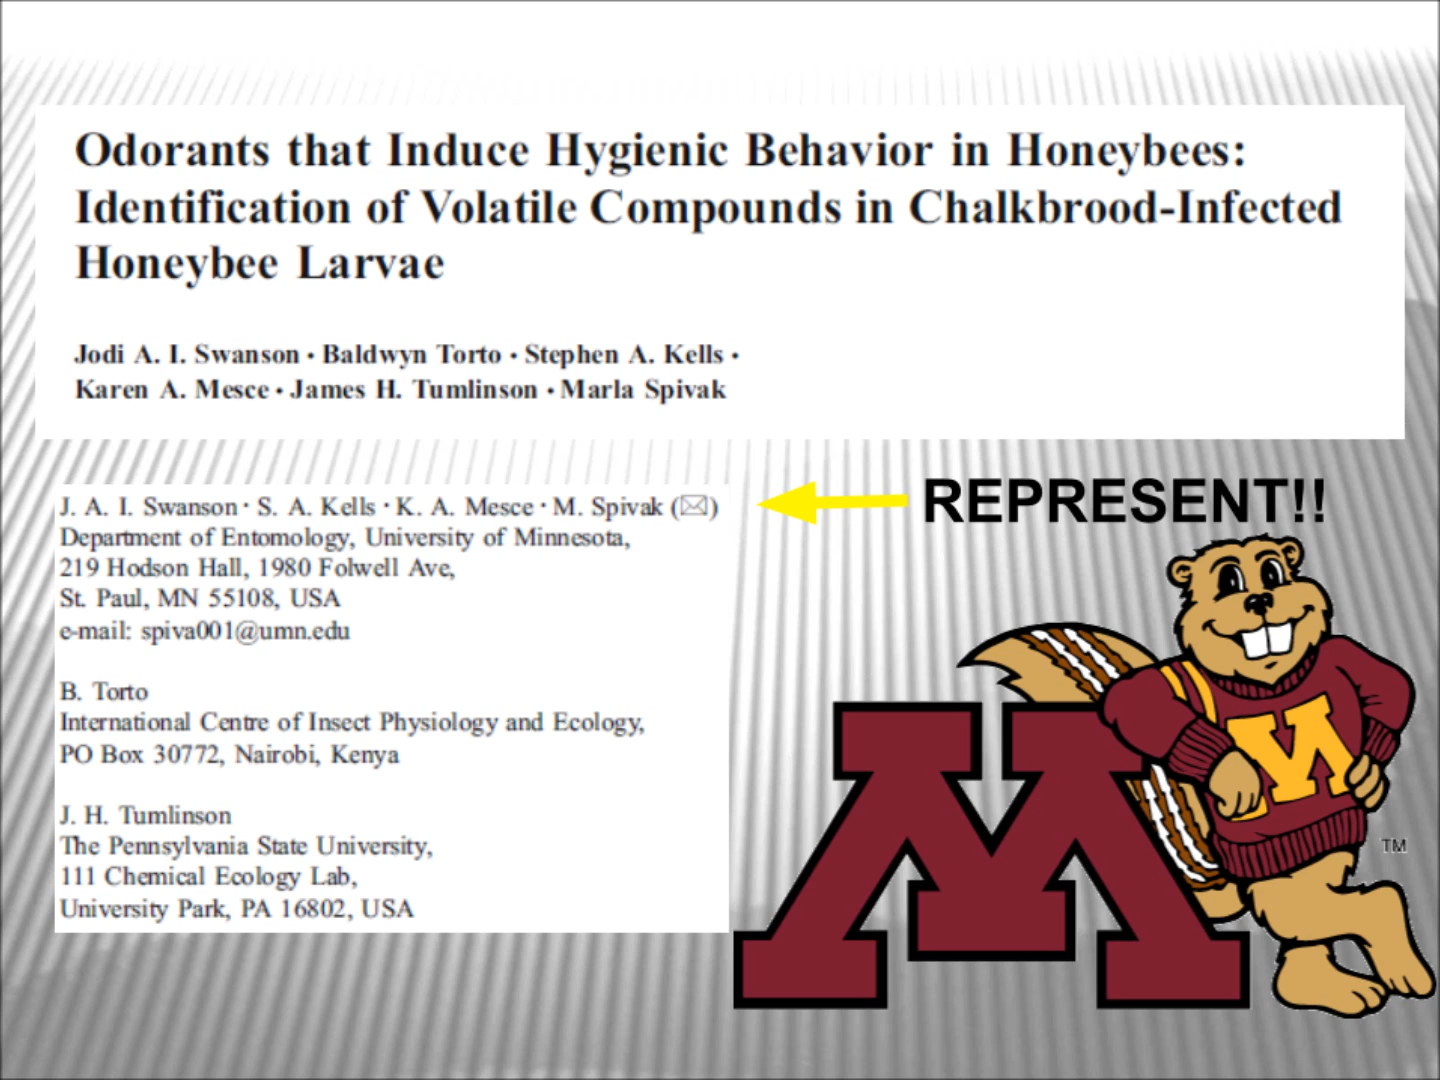 Odorants that Induce Hygienic Behavior in Honeybees:
Identification of Volatile Compounds in Chalkbrood-Infected
Honeybee Larvae
Jodi A. I. Swanson · Baldwyn Torto · Stephen A. Kells ·
Karen A. Mesce · James H. Tumlinson · Marla Spivak
J. A. I. Swanson · S. A. Kells · K. A. Mesce · M. Spivak (✉)
Department of Entomology, University of Minnesota,
219 Hodson Hall, 1980 Folwell Ave,
St. Paul, MN 55108, USA
e-mail: spiva001@umn.edu
B. Torto
International Centre of Insect Physiology and Ecology,
PO Box 30772, Nairobi, Kenya
J. H. Tumlinson
The Pennsylvania State University,
111 Chemical Ecology Lab,
University Park, PA 16802, USA
REPRESENT!!
M
M
TM